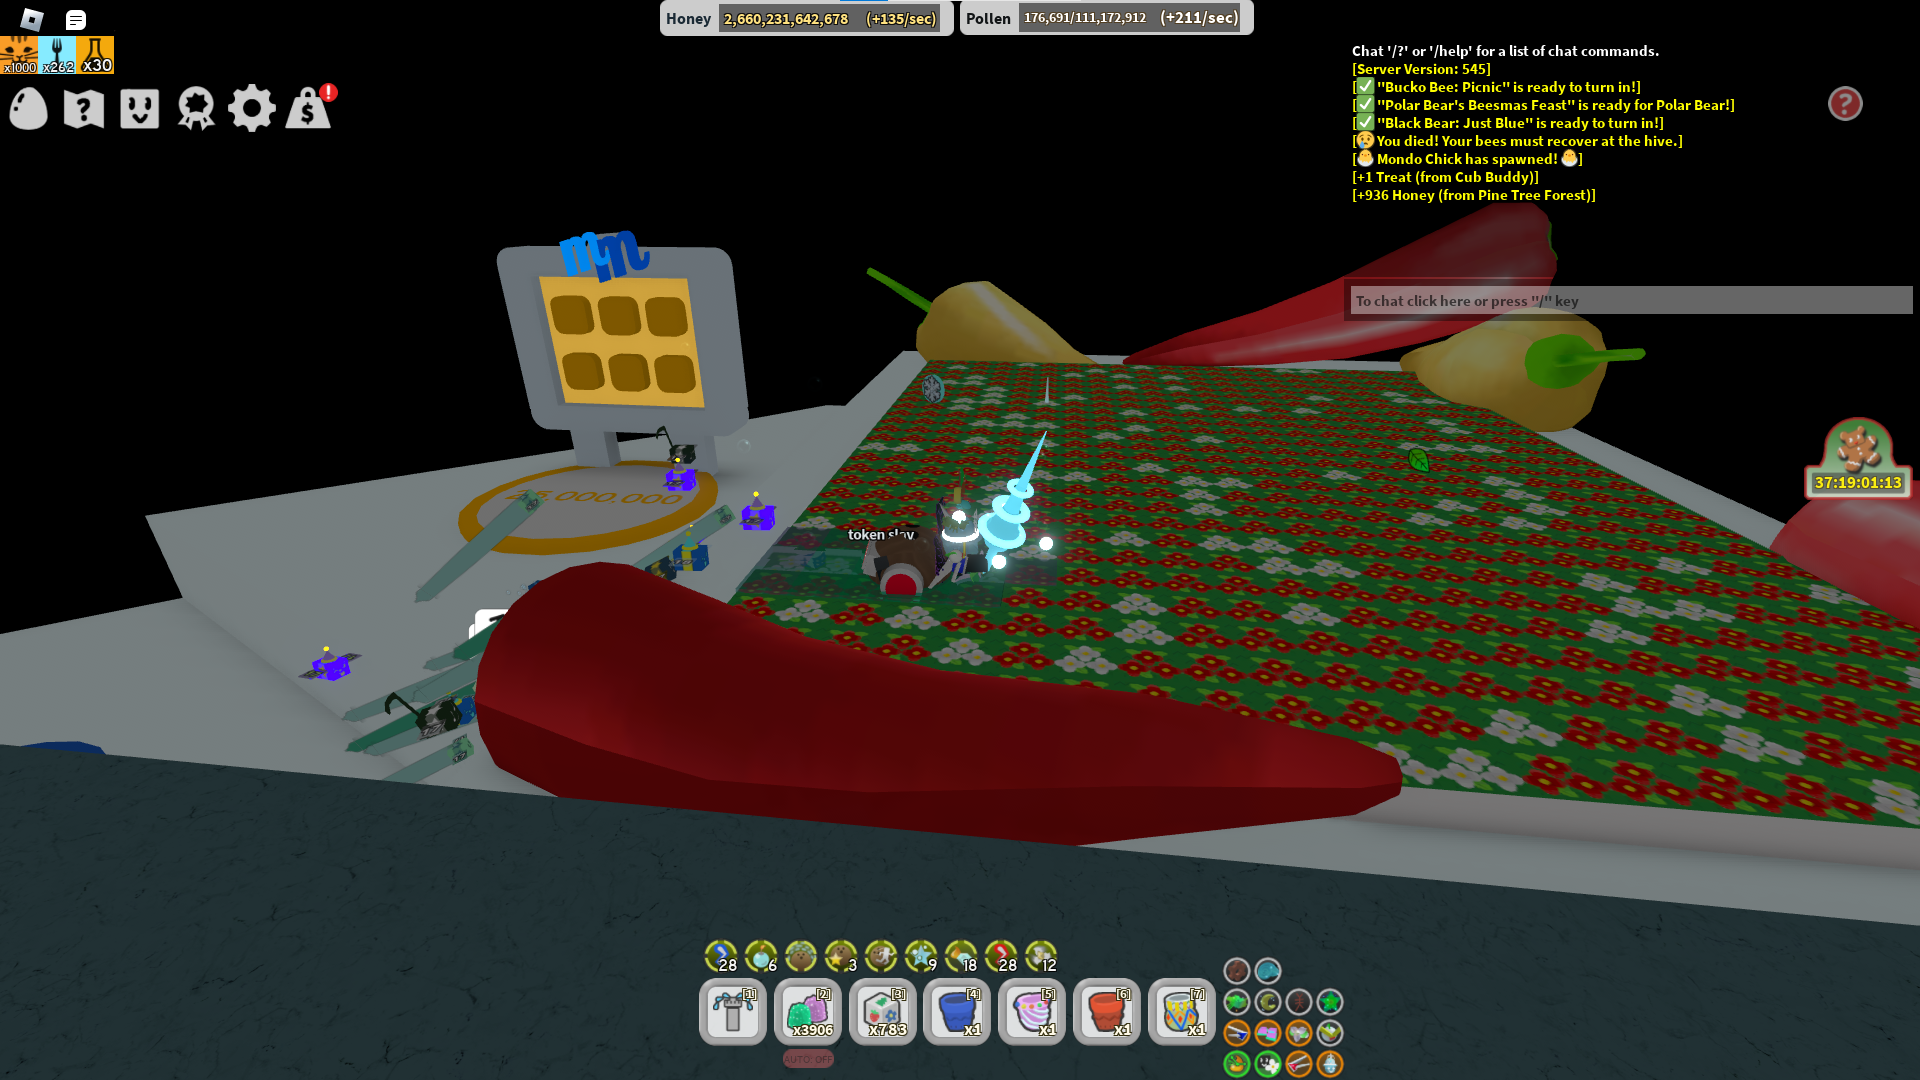 Honey 2,660,231,642,678 (+135/sec)
Pollen 176,691/111,172,912 (+211/sec)
x1000 x262 x30
Chat '/?' or '/help' for a list of chat commands.
[Server Version: 545]
[✅ "Bucko Bee: Picnic" is ready to turn in!]
[✅ "Polar Bear's Beesmas Feast" is ready for Polar Bear!]
[✅ "Black Bear: Just Blue" is ready to turn in!]
[😢 You died! Your bees must recover at the hive.]
[🐣 Mondo Chick has spawned! 🐣]
[+1 Treat (from Cub Buddy)]
[+936 Honey (from Pine Tree Forest)]
To chat click here or press "/" key
37:19:01:13
25,000,000
token slav
28 6 3 9 18 28 12
[1] [2] [3] [4] [5] [6] [7]
x3906 x783 x1 x1 x1 x1
AUTO: OFF